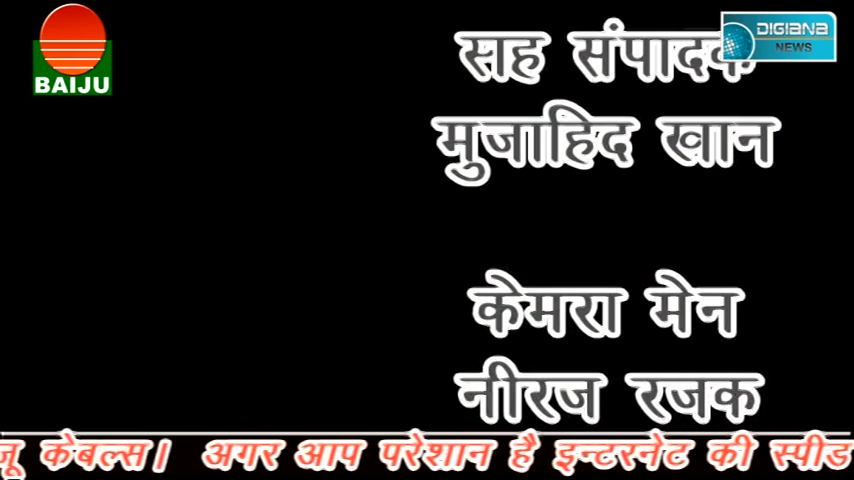 BAIJU
DIGIANA
NEWS
सह संपादक
मुजाहिद खान
केमरा मेन
नीरज रजक
जू केबल्स। अगर आप परेशान है इन्टरनेट की स्पीड